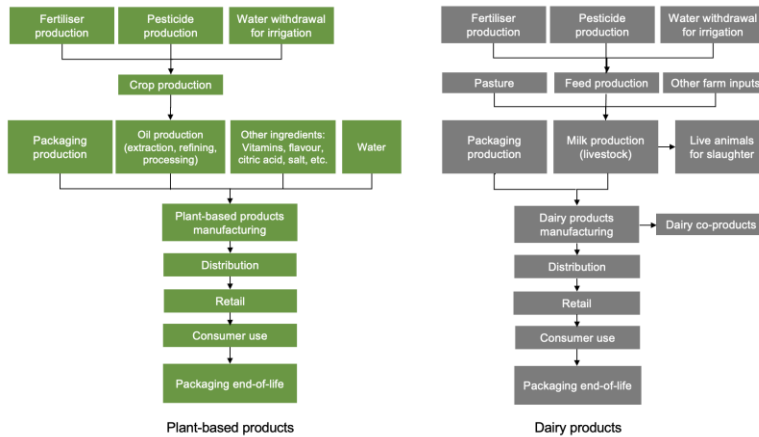 Fertiliser
production
Pesticide
production
Water withdrawal
for irrigation
Crop production
Packaging
production
Oil production
(extraction, refining,
processing)
Other ingredients:
Vitamins, flavour,
citric acid, salt, etc.
Water
Plant-based products
manufacturing
Distribution
Retail
Consumer use
Packaging end-of-life
Plant-based products
Fertiliser
production
Pesticide
production
Water withdrawal
for irrigation
Pasture
Feed production
Other farm inputs
Packaging
production
Milk production
(livestock)
Live animals
for slaughter
Dairy products
manufacturing
Dairy co-products
Distribution
Retail
Consumer use
Packaging end-of-life
Dairy products